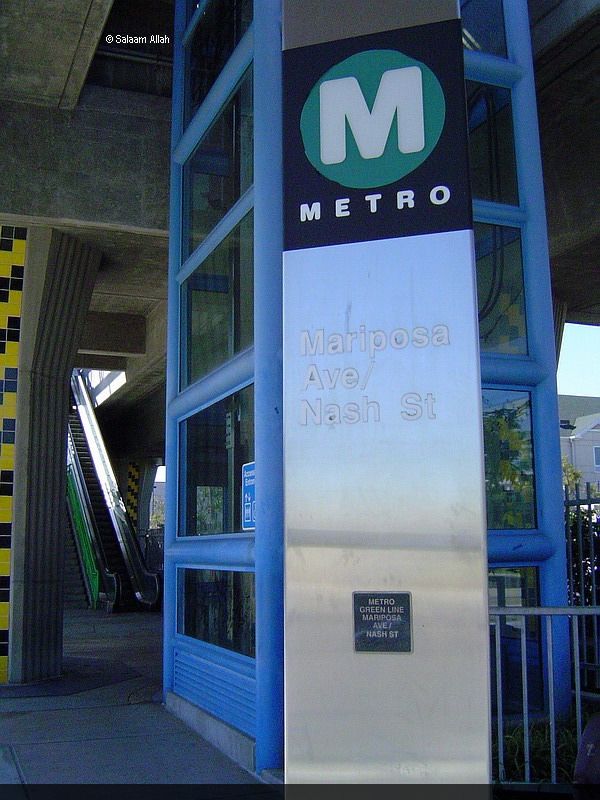 © Salaam Allah
M
METRO
Mariposa
Ave/
Nash St
METRO
GREEN LINE
MARIPOSA
AVE/
NASH ST